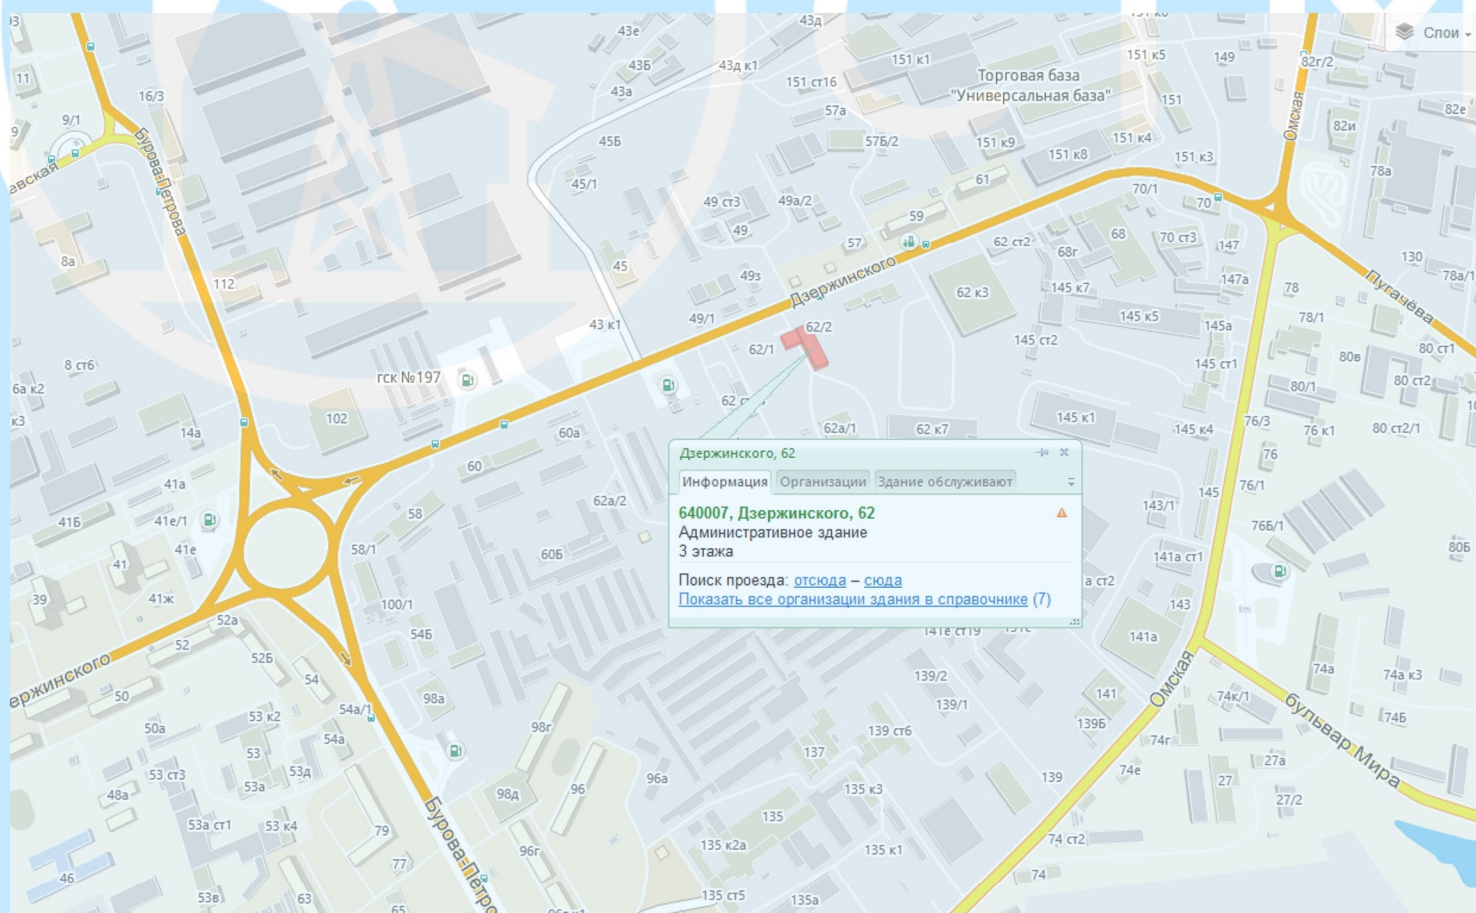 43д
151 к6
Слои
43е
11
43Б
43д к1
151 к1
151 к5
149
82г/2
16/3
43а
151 ст16
Торговая база
"Универсальная база"
151
82е
9/1
57а
Омская
82и
Бурова-Петрова
45Б
57Б/2
151 к9
151 к4
151 к8
151 к3
78а
45/1
61
70/1
49 ст3
49а/2
59
70
49
57
62 ст2
68
70 ст3
147
68г
8а
45
Дзержинского
130
78а/1
112
49з
62 к3
145 к7
147а
78
Пугачёва
49/1
78/1
43 к1
62/2
145 к5
145а
62/1
145 ст2
80в
80 ст1
8 ст6
145 ст1
гск №197
6а к2
80/1
80 ст2
102
145 к1
76/3
14а
60а
62а/1
62 к7
145 к4
76 к1
80 ст2/1
Дзержинского, 62
60
76
Информация
Организации
Здание обслуживают
41а
62а/2
145
76/1
640007, Дзержинского, 62
58
143/1
41Б
41е/1
Административное здание
76Б/1
3 этажа
41е
58/1
60Б
141а ст1
80Б
41
Поиск проезда: отсюда – сюда
а ст2
39
41ж
100/1
Показать все организации здания в справочнике (7)
143
52а
54Б
141е ст19
141а
52
52Б
54
139/2
74а
74а к3
50
98а
139/1
141
Омская
74к/1
бульвар Мира
54а/1
53 к2
74Б
50а
54а
98г
139 ст6
139Б
74г
53
137
53 ст3
53д
96а
139
74е
27
27а
53а
48а
98д
96
135 к3
27/2
53а ст1
53 к4
79
135
Бурова-Петро
96г
135 к2а
135 к1
74 ст2
77
46
74
53в
63
135 ст5
135а
65